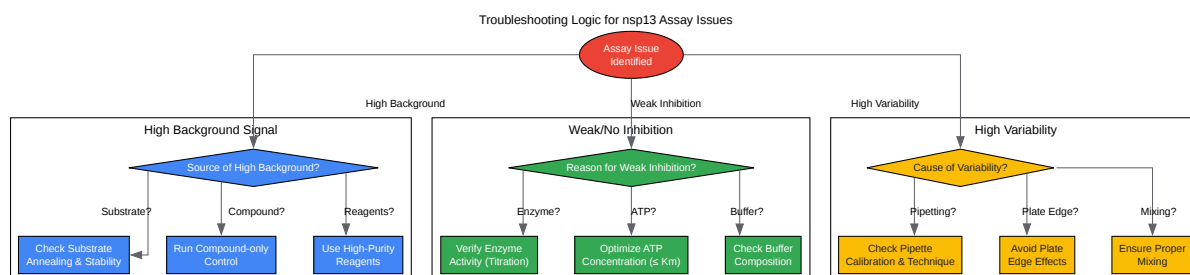 Troubleshooting Logic for nsp13 Assay Issues
Assay Issue
Identified
High Background
Weak Inhibition
High Variability
High Background Signal
Weak/No Inhibition
High Variability
Source of High Background?
Reason for Weak Inhibition?
Cause of Variability?
Substrate?
Compound?
Reagents?
Enzyme?
ATP?
Buffer?
Pipetting?
Plate Edge?
Mixing?
Check Substrate
Annealing & Stability
Run Compound-only
Control
Use High-Purity
Reagents
Verify Enzyme
Activity (Titration)
Optimize ATP
Concentration (≤ Km)
Check Buffer
Composition
Check Pipette
Calibration & Technique
Avoid Plate
Edge Effects
Ensure Proper
Mixing